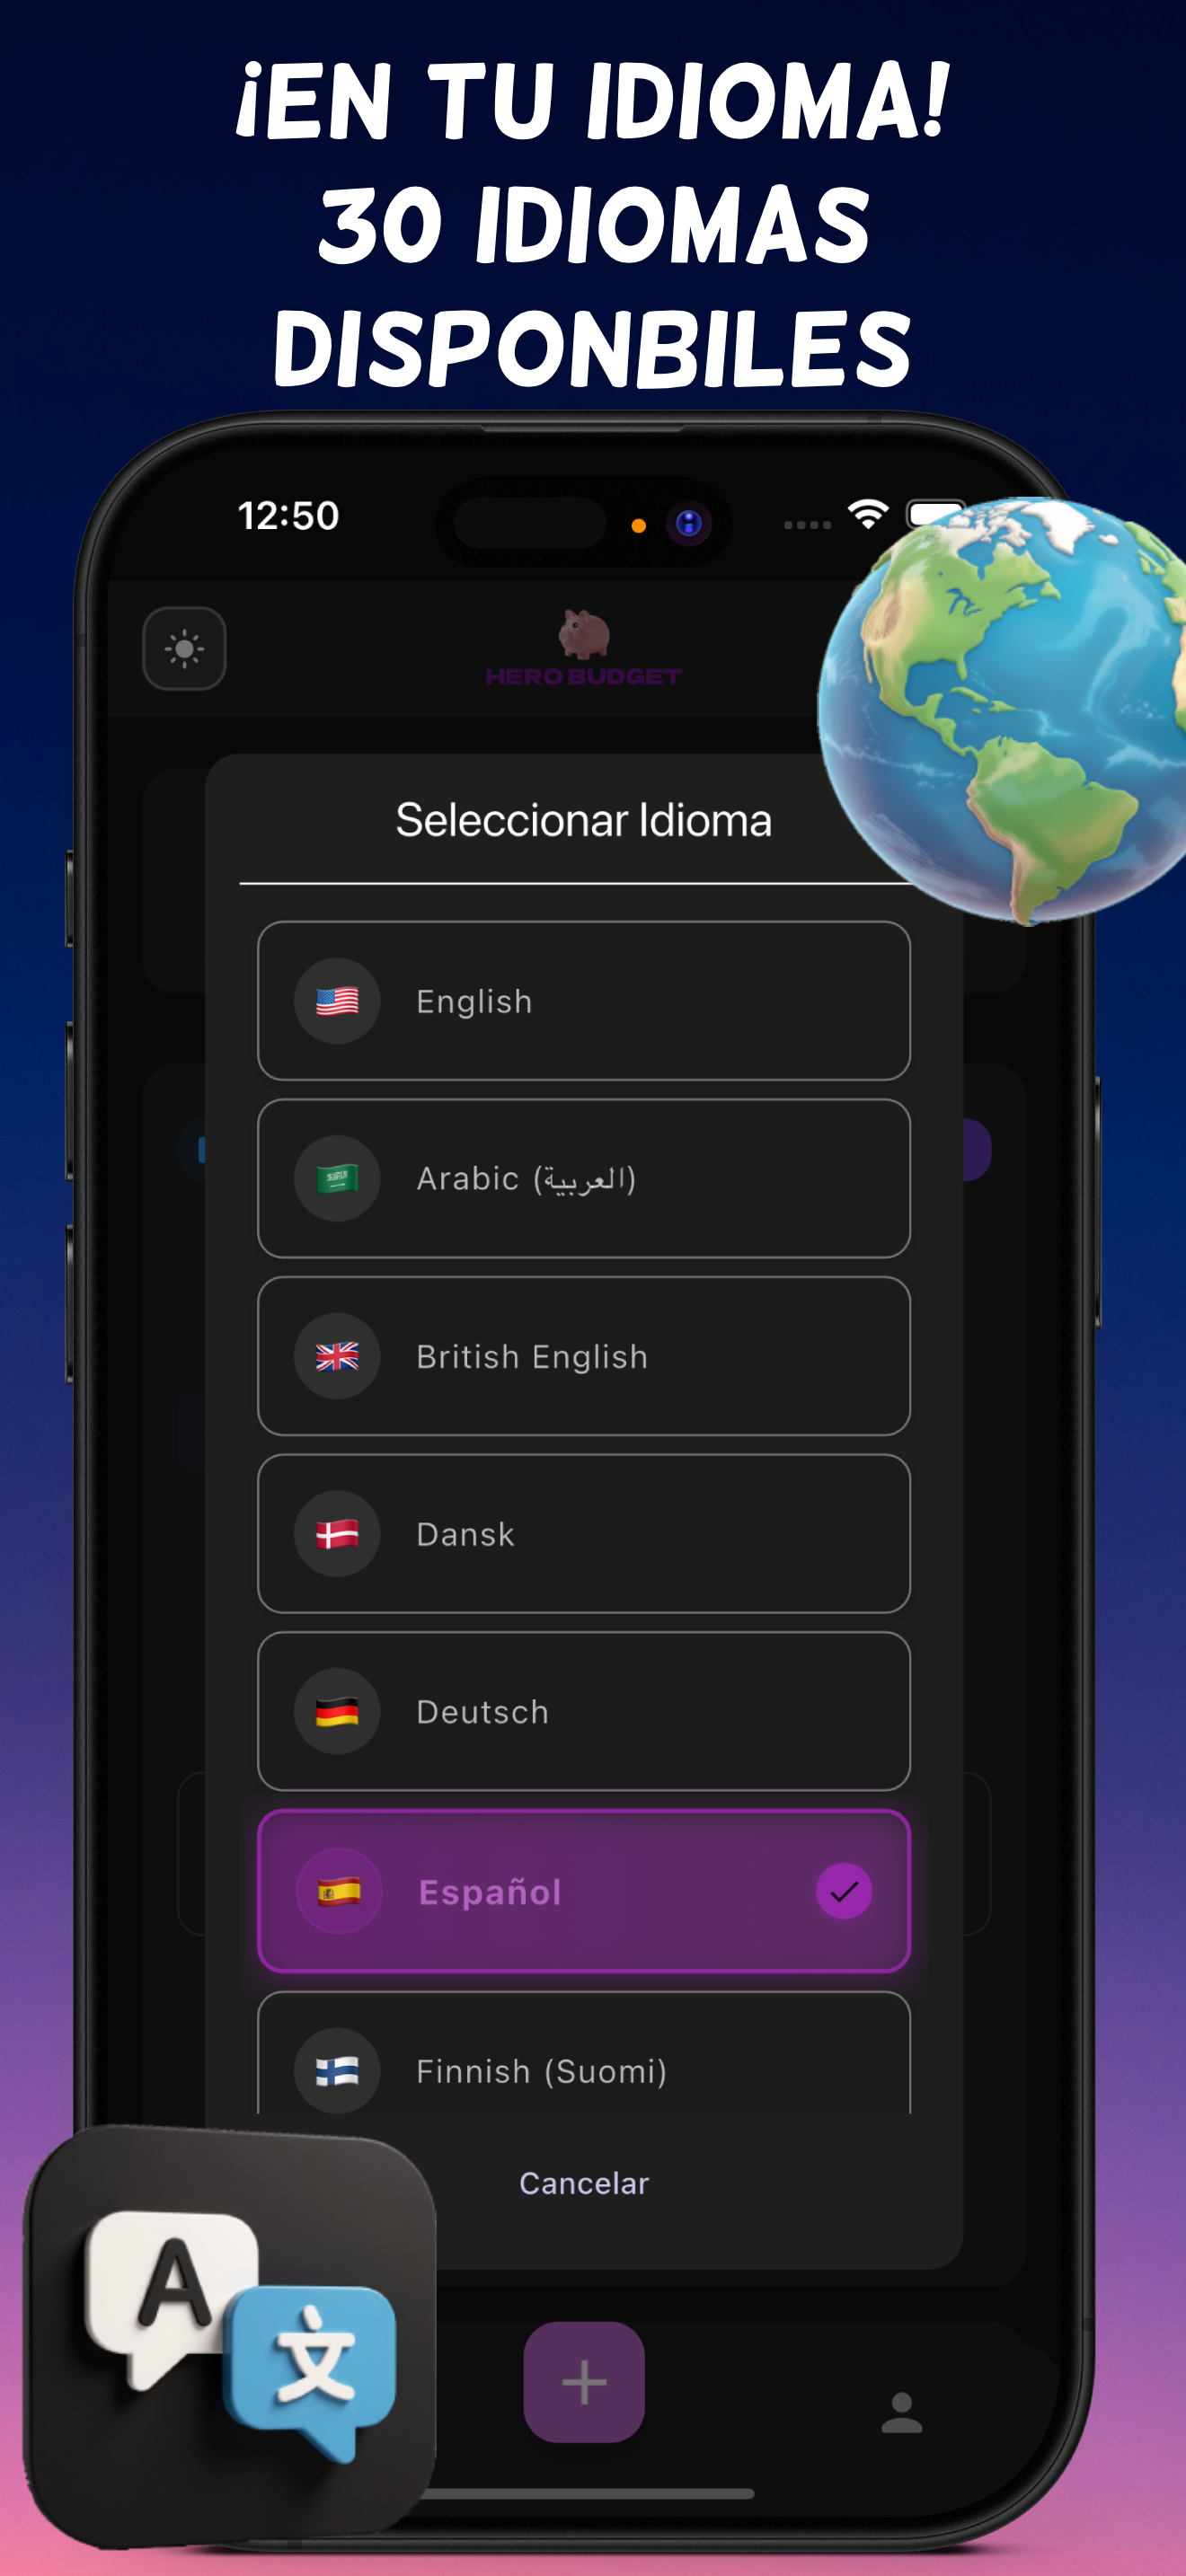 ¡EN TU IDIOMA!
30 IDIOMAS
DISPONBILES
12:50
HERO BUDGET
Seleccionar Idioma
English
Arabic (العربية)
British English
Dansk
Deutsch
Español
Finnish (Suomi)
Cancelar
A
文